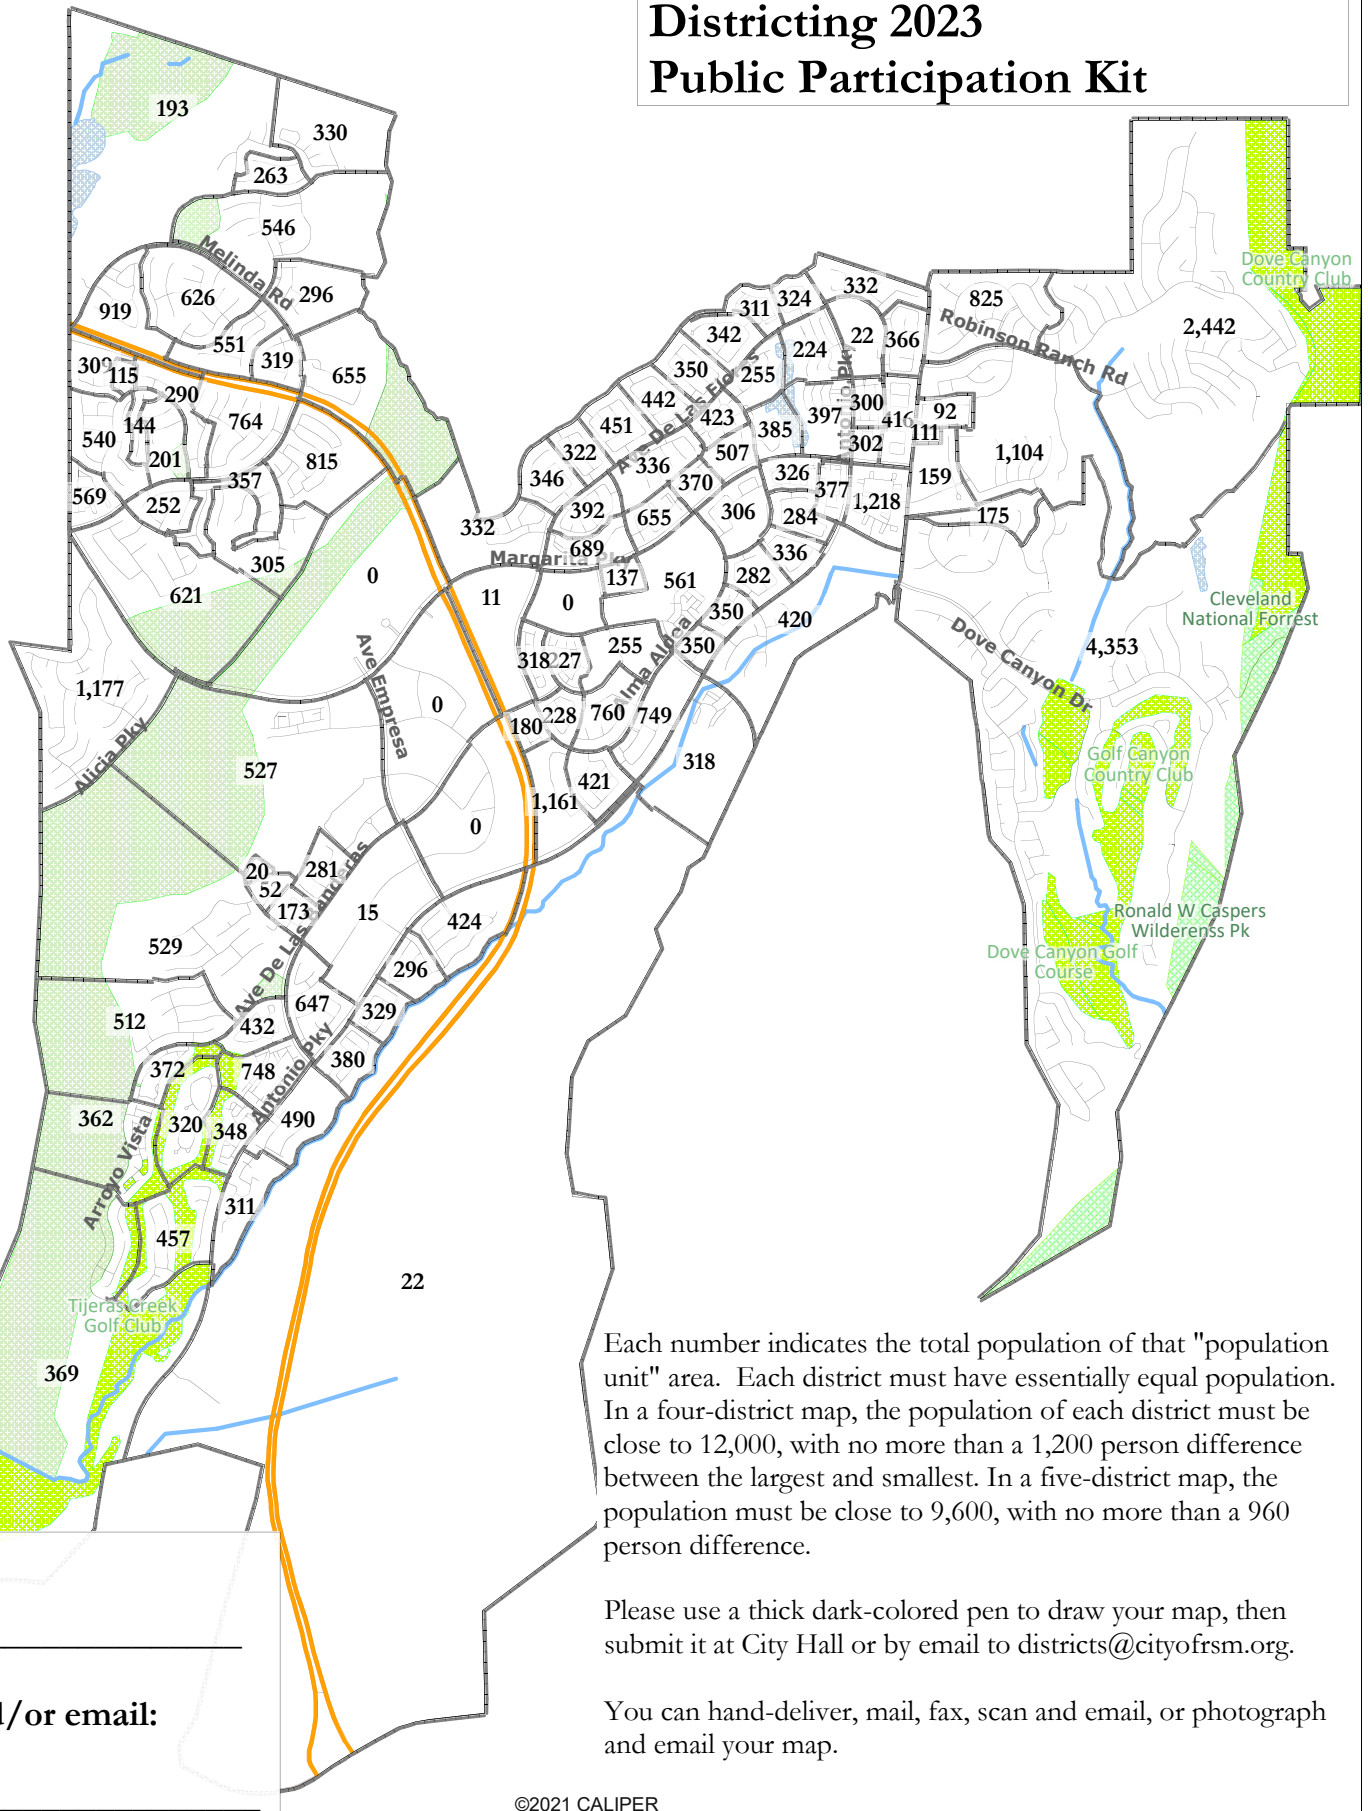 Districting 2023
Public Participation Kit
193
330
263
546
Melinda Rd
626
296
919
551
319
309
115
290
655
144
764
540
201
815
357
569
252
305
621
0
332
825
2,442
Dove Canyon
Country Club
311
324
332
342
22
366
Robinson Ranch Rd
224
350
255
Ave De Las Flores
Antonio Pky
442
397
300
416
92
451
423
385
302
111
322
507
1,104
336
326
159
346
370
377
1,218
392
655
306
284
175
332
689
336
Margarita Pky
137
561
282
11
0
350
420
Cleveland
National Forrest
Dove Canyon Dr
4,353
318
227
255
350
Alma Aldea
1,177
Ave Empresa
0
180
228
760
749
Alicia Pky
527
318
Golf Canyon
Country Club
421
1,161
0
20
281
52
173
15
424
Ave De Las Banderas
529
296
Ronald W Caspers
Wilderenss Pk
Dove Canyon Golf
Course
647
329
512
432
380
372
748
Antonio Pky
362
320
348
490
Arroyo Vista
311
457
22
Tijeras Creek
Golf Club
369
Each number indicates the total population of that "population
unit" area.  Each district must have essentially equal population.
In a four-district map, the population of each district must be
close to 12,000, with no more than a 1,200 person difference
between the largest and smallest. In a five-district map, the
population must be close to 9,600, with no more than a 960
person difference.
Please use a thick dark-colored pen to draw your map, then
submit it at City Hall or by email to districts@cityofrsm.org.
You can hand-deliver, mail, fax, scan and email, or photograph
and email your map.
/or email:
©2021 CALIPER